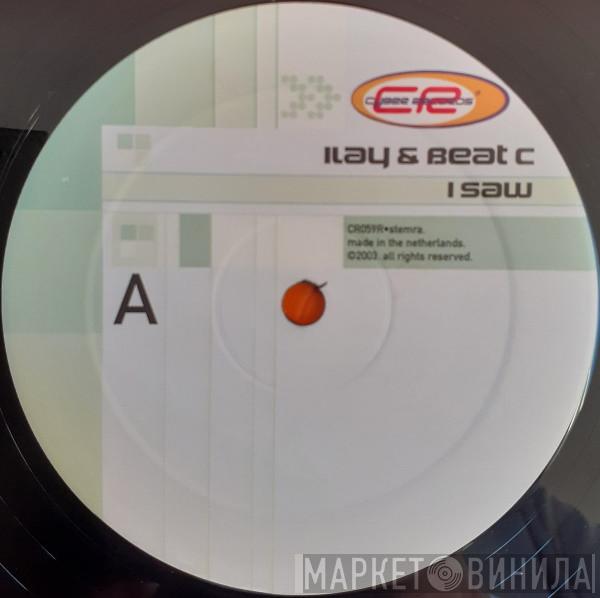 CR
CYBER RECORDS
Ilay & Beat C
I Saw
CR059R•stemra.
made in the netherlands.
©2003. all rights reserved.
A
МАРКЕТ ВИНИЛА